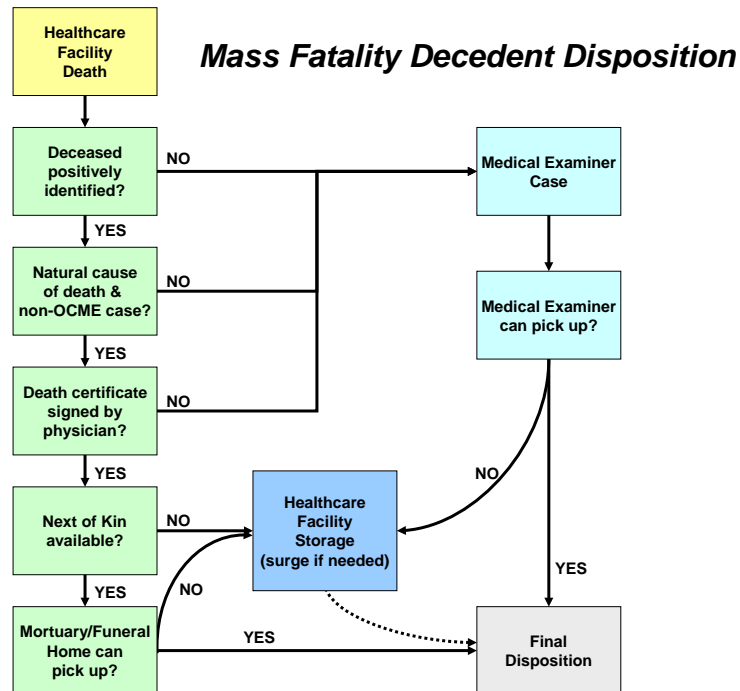 Healthcare
Facility
Death
Mass Fatality Decedent Disposition
Deceased
positively
identified?
NO
Medical Examiner
Case
YES
Natural cause
of death &
non-OCME case?
NO
Medical Examiner
can pick up?
YES
Death certificate
signed by
physician?
NO
YES
Next of Kin
available?
NO
Healthcare
Facility
Storage
(surge if needed)
NO
YES
NO
YES
Mortuary/Funeral
Home can
pick up?
YES
Final
Disposition